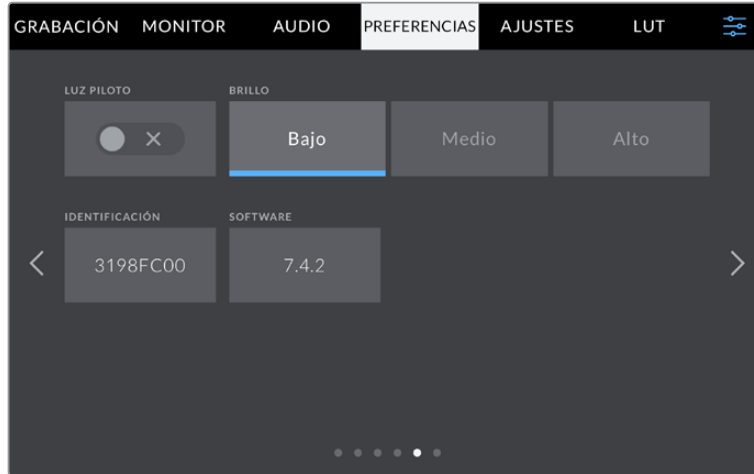 GRABACIÓN MONITOR AUDIO PREFERENCIAS AJUSTES LUT
LUZ PILOTO BRILLO
Bajo Medio Alto
IDENTIFICACIÓN SOFTWARE
3198FC00 7.4.2